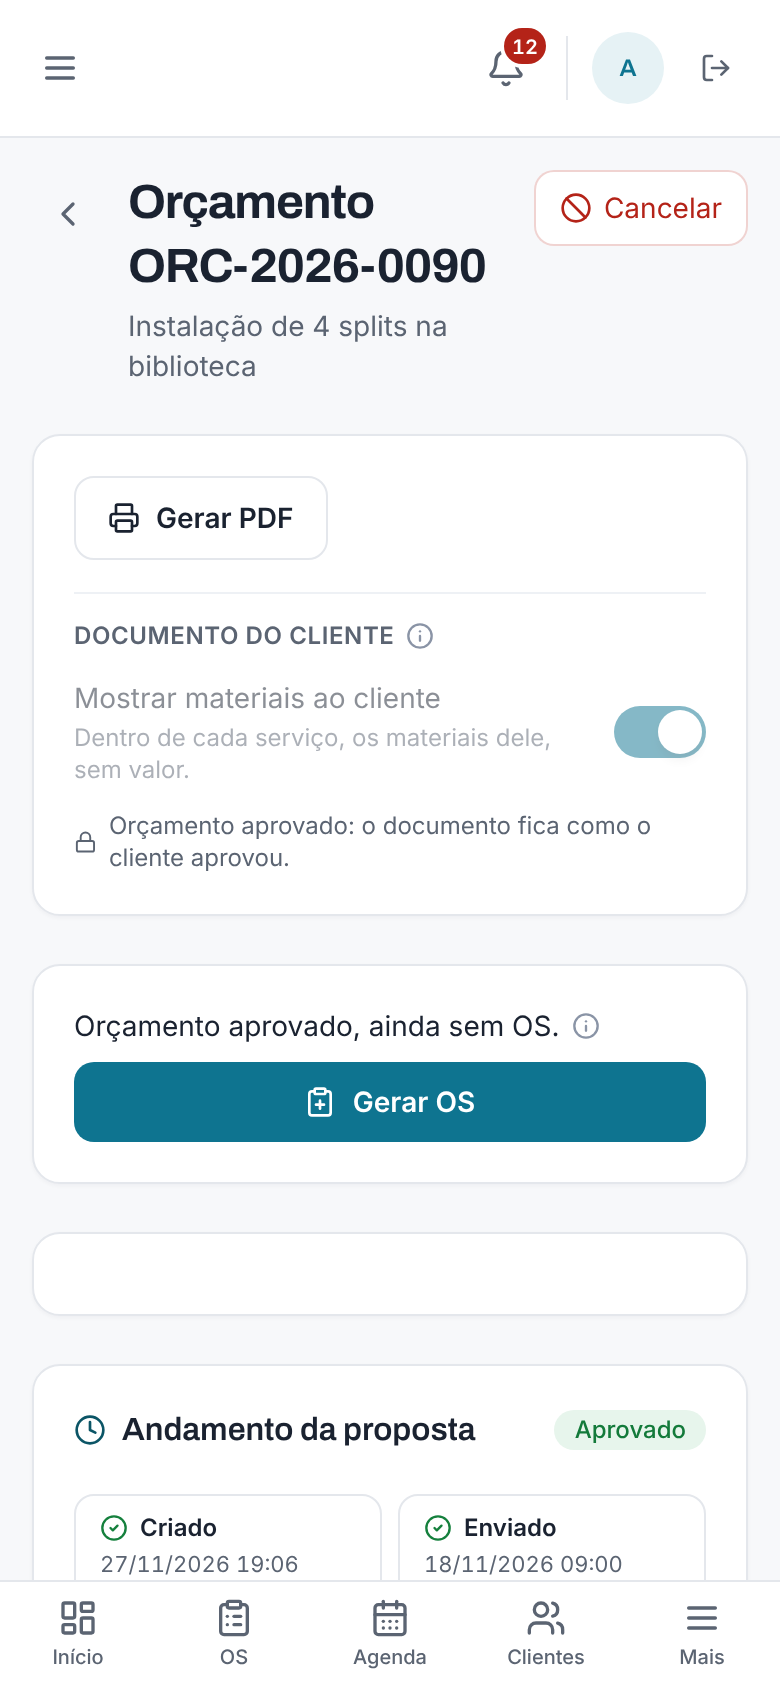 12
A
Orçamento
ORC-2026-0090
Cancelar
Instalação de 4 splits na
biblioteca
Gerar PDF
DOCUMENTO DO CLIENTE
Mostrar materiais ao cliente
Dentro de cada serviço, os materiais dele,
sem valor.
Orçamento aprovado: o documento fica como o
cliente aprovou.
Orçamento aprovado, ainda sem OS.
Gerar OS
Andamento da proposta
Aprovado
Criado
27/11/2026 19:06
Enviado
18/11/2026 09:00
Início
OS
Agenda
Clientes
Mais